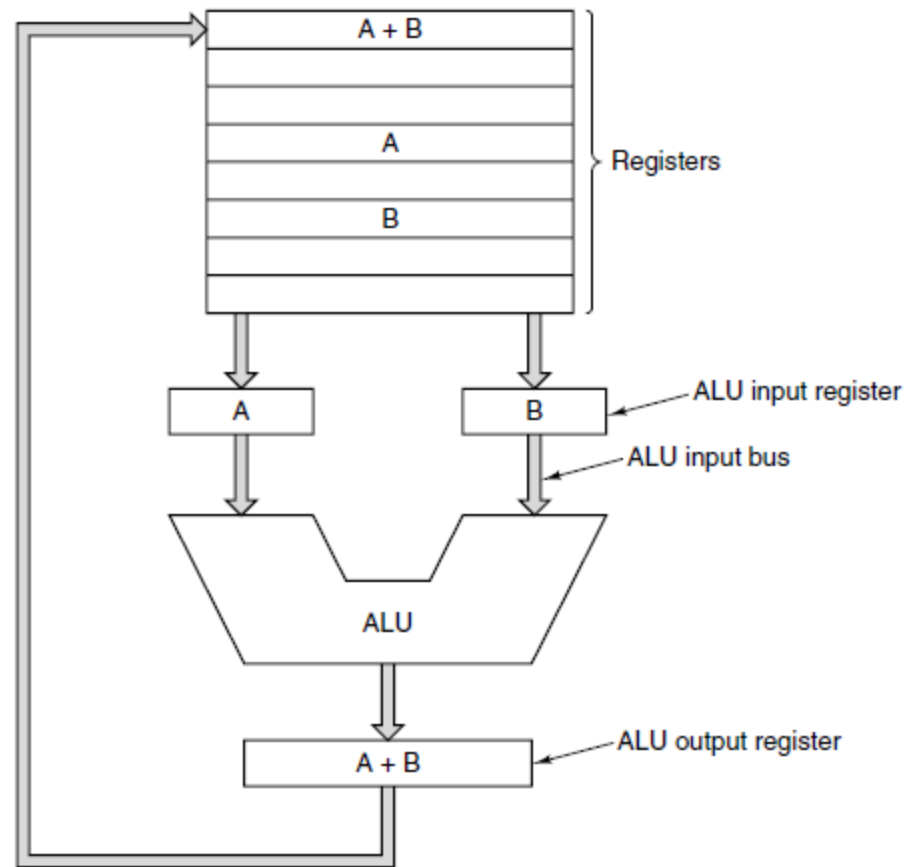 A + B
A
Registers
B
A
B
ALU input register
ALU input bus
ALU
ALU output register
A + B